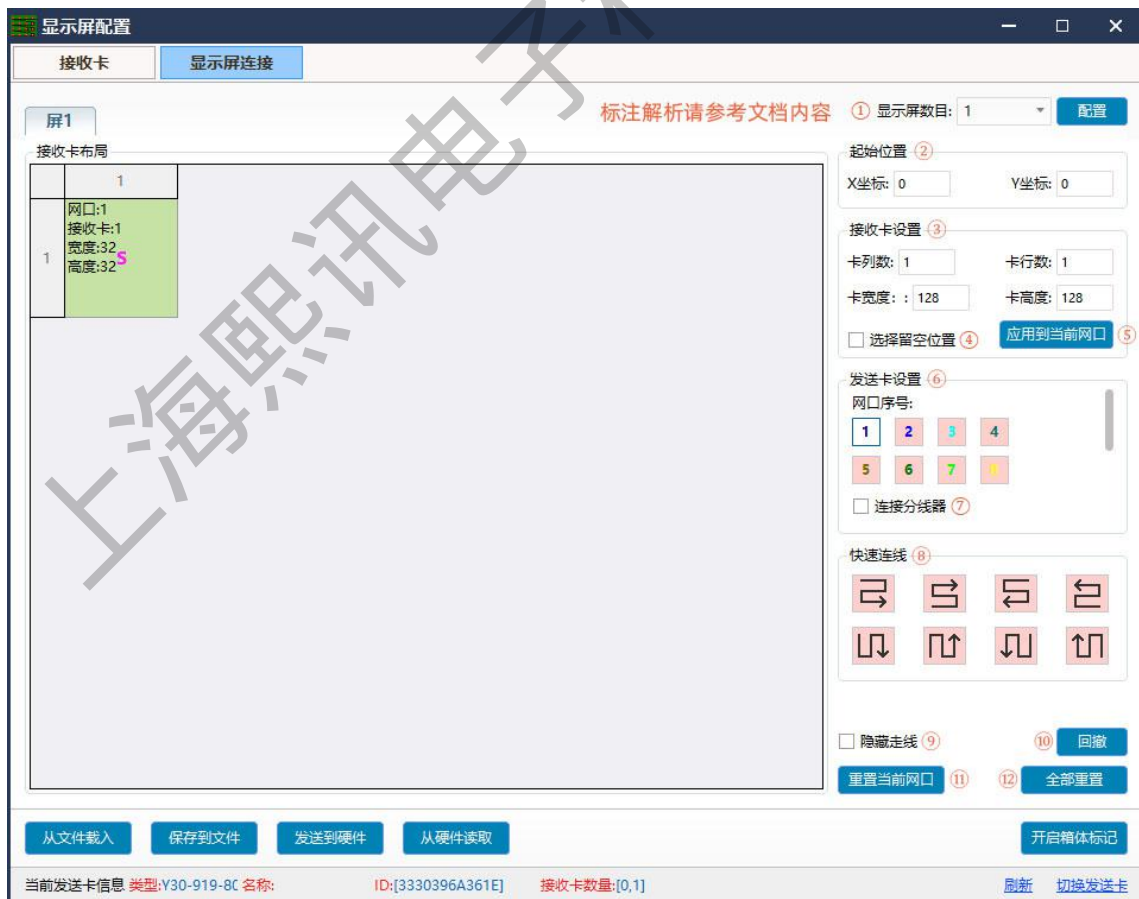 显示屏配置
接收卡 显示屏连接
屏1 标注解析请参考文档内容 ① 显示屏数目: 1 配置
接收卡布局
1
1
网口:1
接收卡:1
宽度:32
高度:32
S
起始位置 ②
X坐标: 0 Y坐标: 0
接收卡设置 ③
卡列数: 1 卡行数: 1
卡宽度: : 128 卡高度: 128
选择留空位置 ④ 应用到当前网口 ⑤
发送卡设置 ⑥
网口序号:
1 2 3 4
5 6 7 8
连接分线器 ⑦
快速连线 ⑧
隐藏走线 ⑨ ⑩ 回撤
重置当前网口 ⑪ ⑫ 全部重置
从文件载入 保存到文件 发送到硬件 从硬件读取 开启箱体标记
当前发送卡信息 类型:Y30-919-8C 名称: ID:[3330396A361E] 接收卡数量:[0,1] 刷新 切换发送卡
上海熙讯电子科